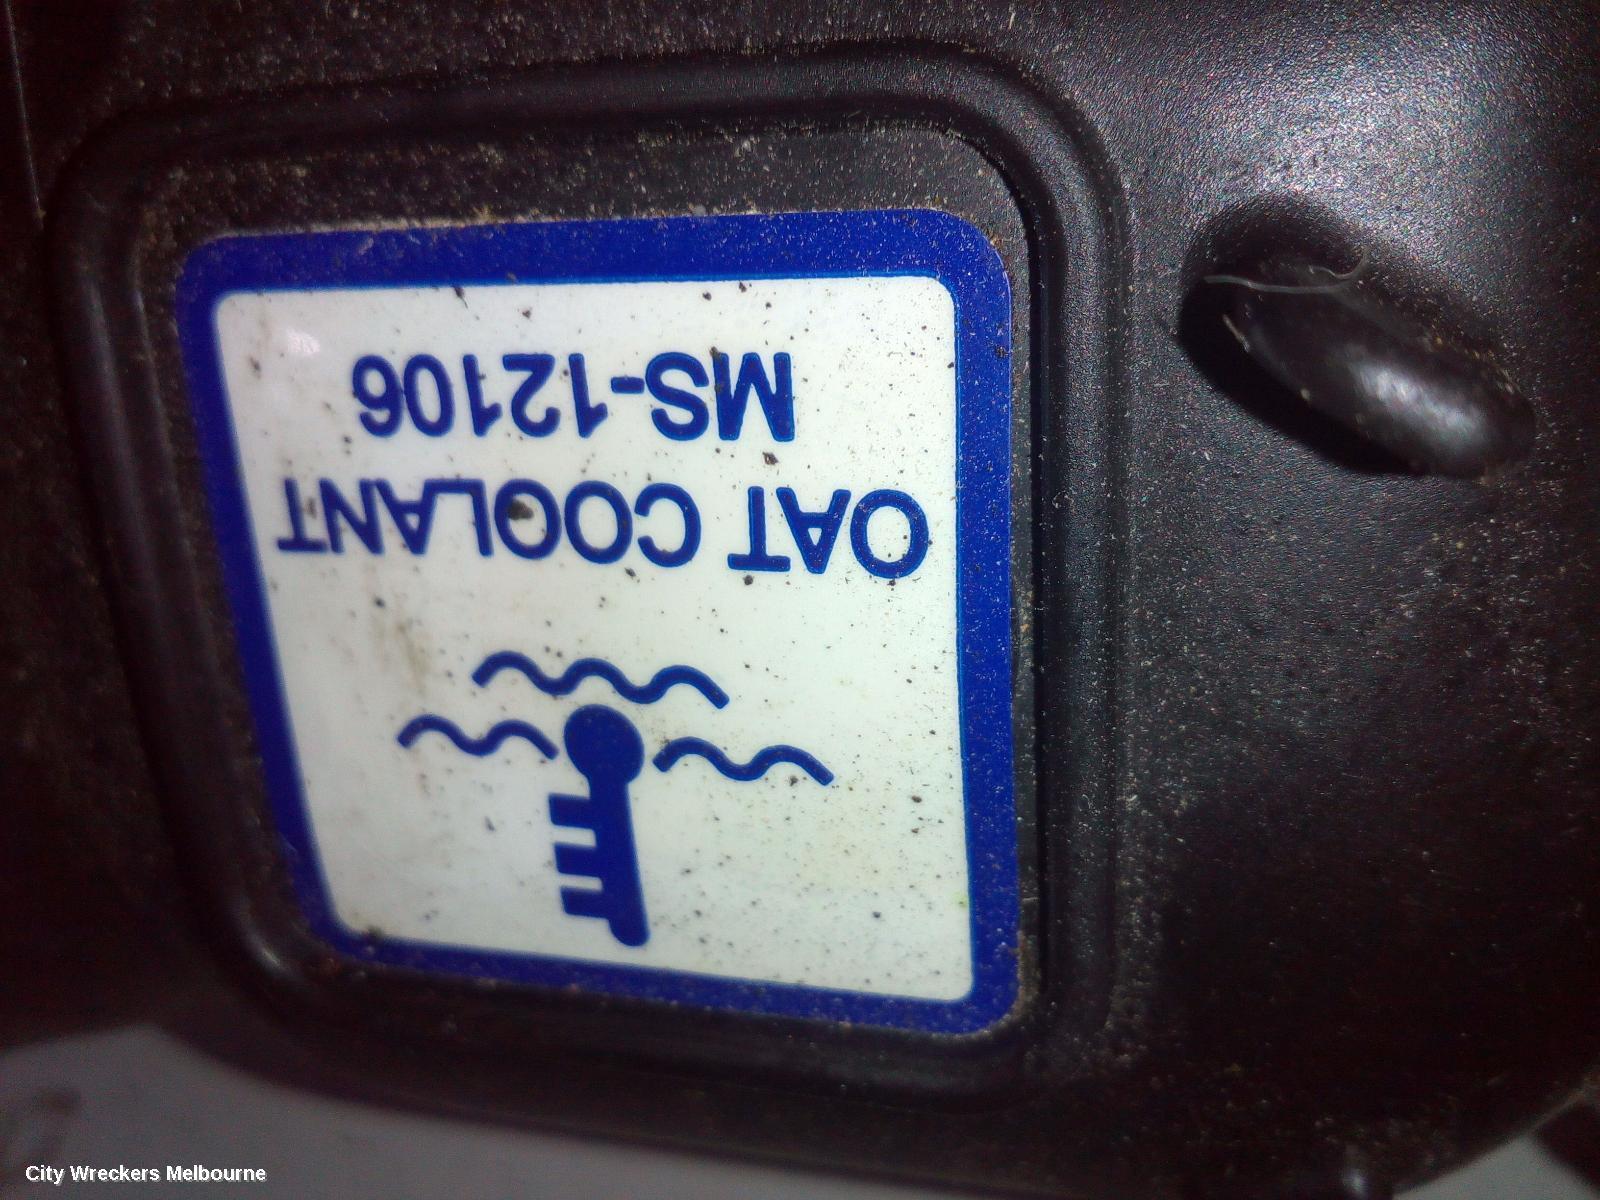 OAT COOLANT
MS-12106
City Wreckers Melbourne